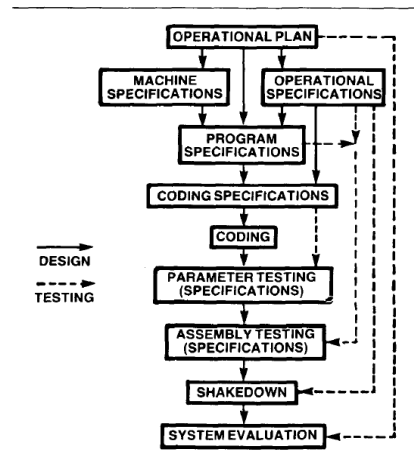 OPERATIONAL PLAN
MACHINE
SPECIFICATIONS
OPERATIONAL
SPECIFICATIONS
PROGRAM
SPECIFICATIONS
CODING SPECIFICATIONS
CODING
DESIGN
TESTING
PARAMETER TESTING
(SPECIFICATIONS)
ASSEMBLY TESTING
(SPECIFICATIONS)
SHAKEDOWN
SYSTEM EVALUATION